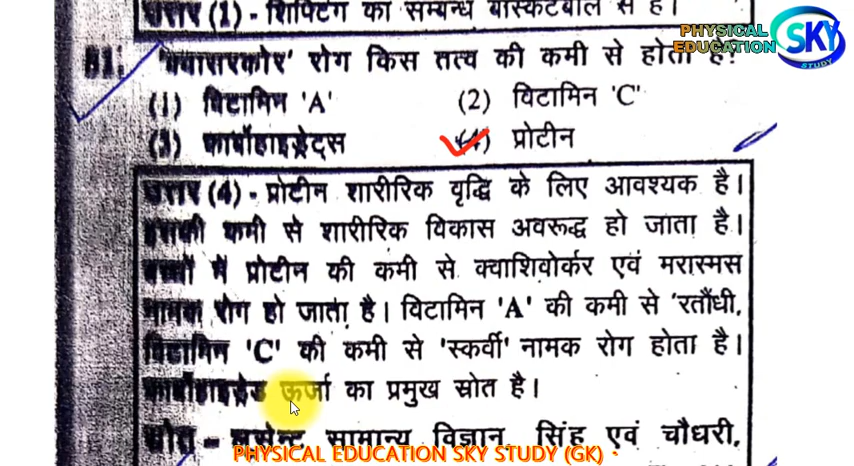 उत्तर (1) - शिफ्टिंग का सम्बन्ध बास्केटबॉल से है।
PHYSICAL EDUCATION
SKY STUDY
81. रोग किस तत्व की कमी से होता है?
(1) विटामिन 'A' (2) विटामिन 'C'
(3) कार्बोहाइड्रेट्स (4) प्रोटीन
उत्तर (4) - प्रोटीन शारीरिक वृद्धि के लिए आवश्यक है।
इसकी कमी से शारीरिक विकास अवरूद्ध हो जाता है।
बच्चों में प्रोटीन की कमी से क्वाशिवोर्कर एवं मरास्मस
नामक रोग हो जाता है। विटामिन 'A' की कमी से 'रतौंधी,
विटामिन 'C' की कमी से 'स्कर्वी' नामक रोग होता है।
कार्बोहाइड्रेड ऊर्जा का प्रमुख स्रोत है।
स्रोत - लुसेन्ट सामान्य विज्ञान, सिंह एवं चौधरी,
PHYSICAL EDUCATION SKY STUDY (GK)